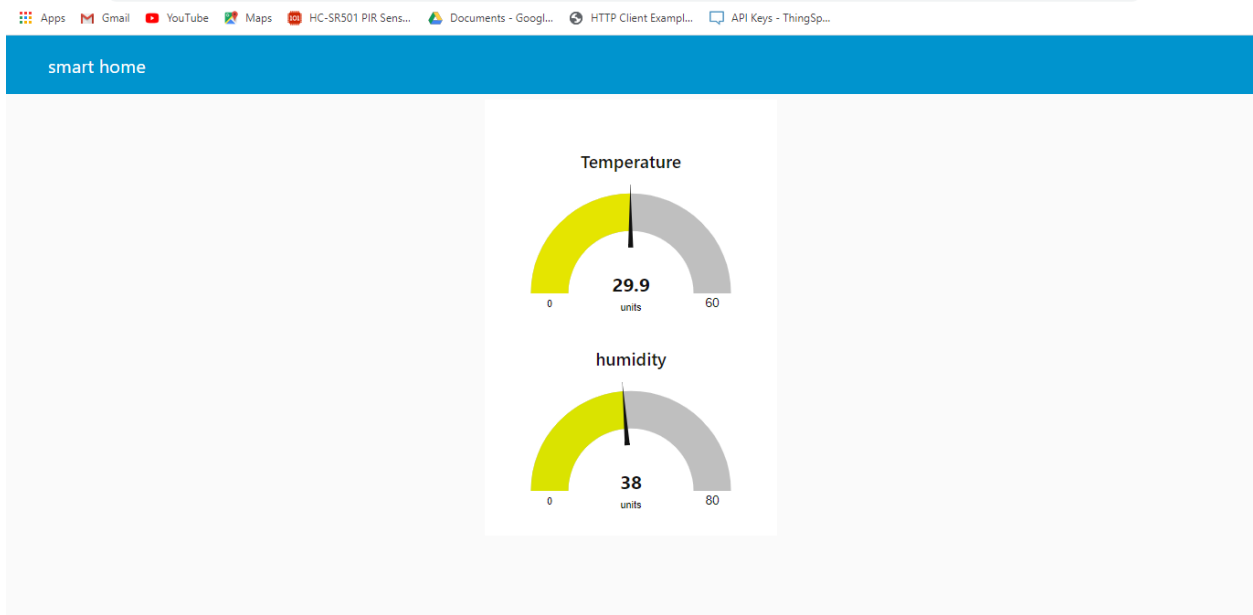 Apps Gmail YouTube Maps HC-SR501 PIR Sens... Documents - Googl... HTTP Client Exampl... API Keys - ThingSp...
smart home
Temperature
29.9
0 units 60
humidity
38
0 units 80